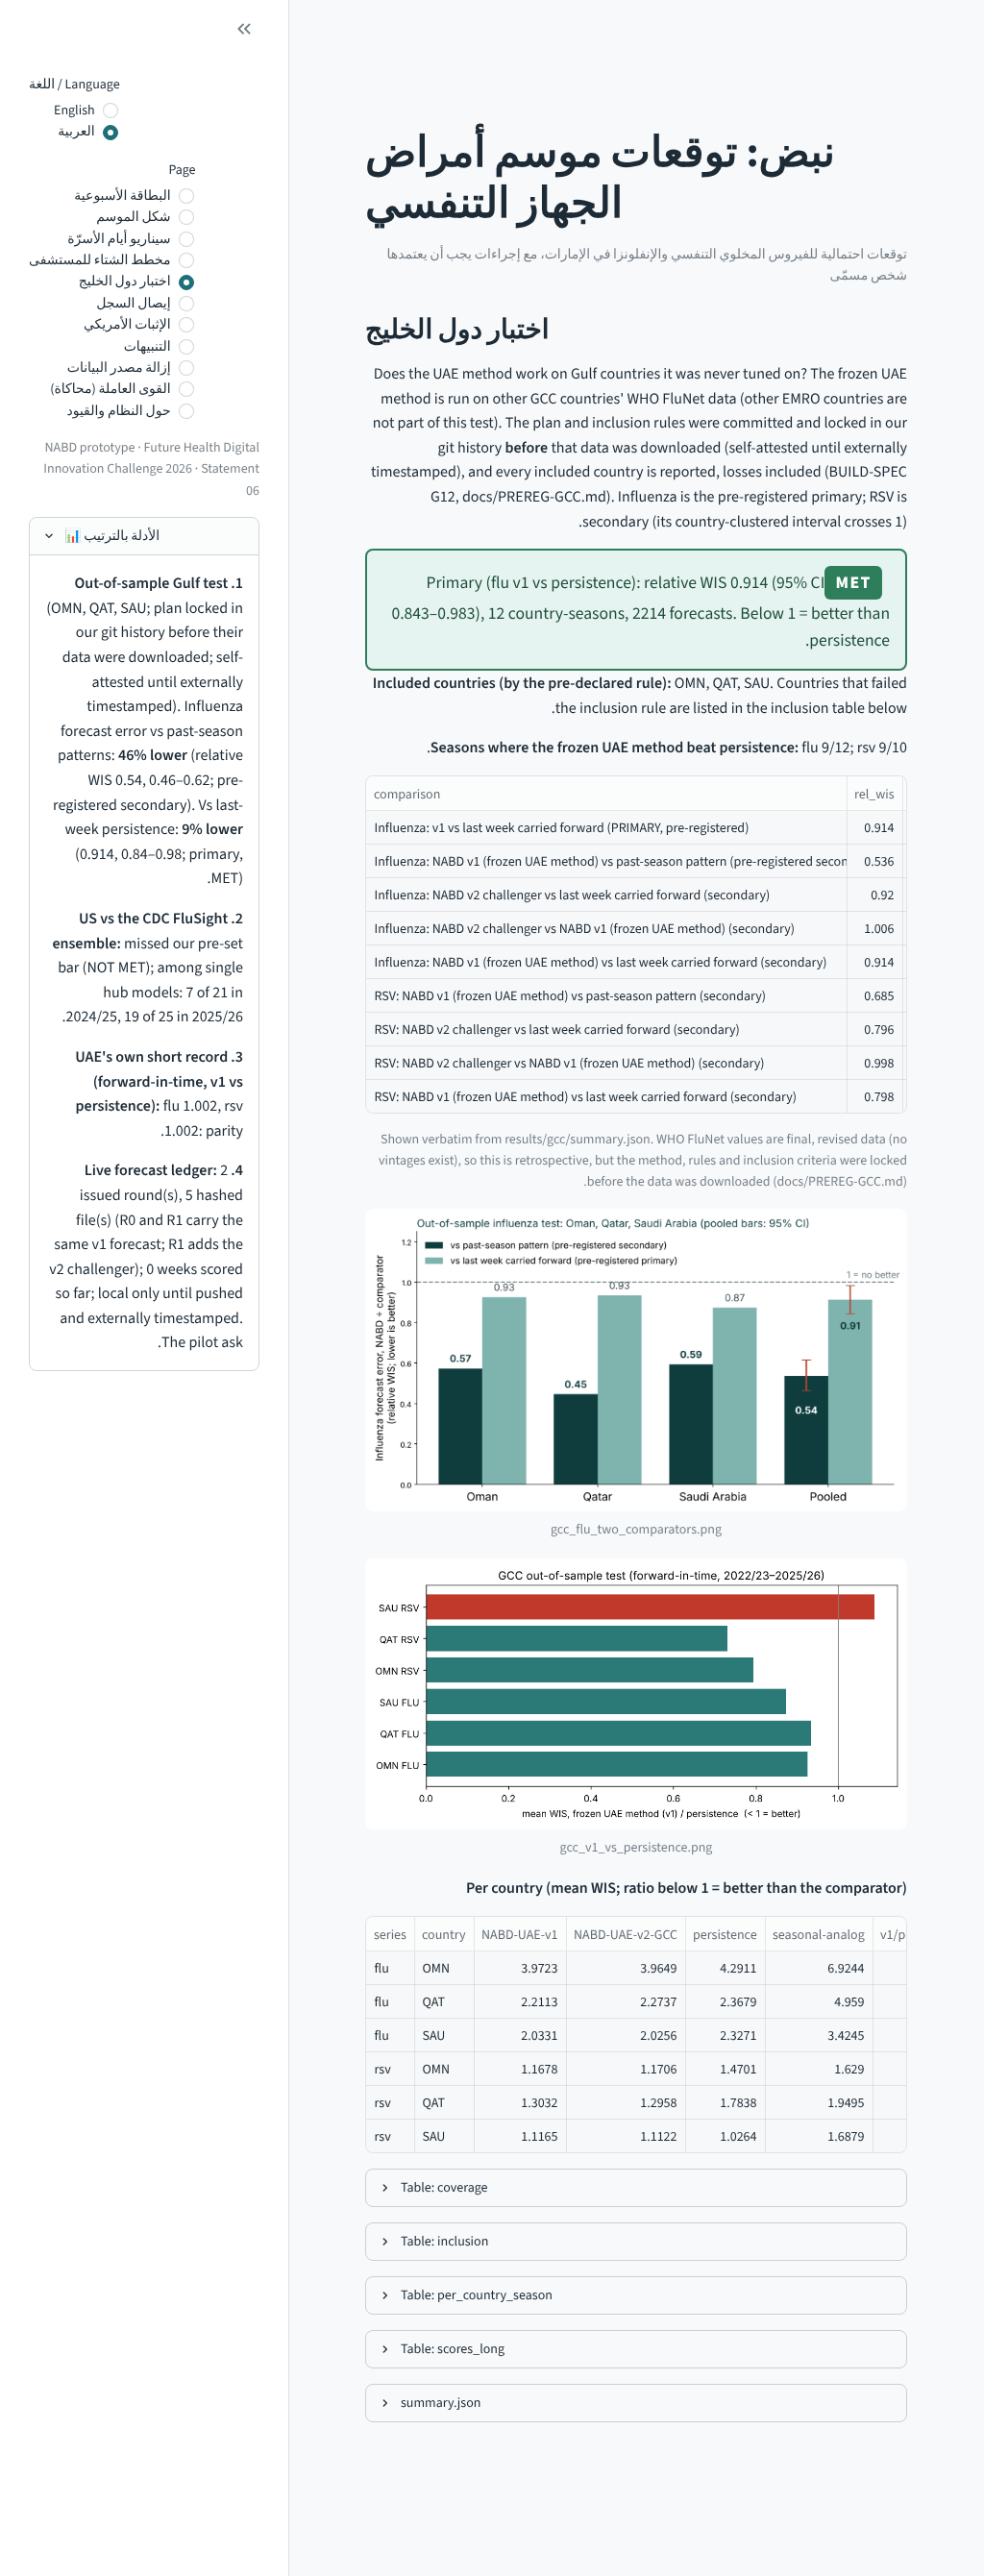 اللغة / Language
English
العربية
Page
البطاقة الأسبوعية
شكل الموسم
سيناريو أيام الأسرّة
مخطط الشتاء للمستشفى
اختبار دول الخليج
إيصال السجل
الإثبات الأمريكي
التنبيهات
إزالة مصدر البيانات
القوى العاملة (محاكاة)
حول النظام والقيود
NABD prototype · Future Health Digital
Innovation Challenge 2026 · Statement
06
📊 الأدلة بالترتيب
1. Out-of-sample Gulf test
(OMN, QAT, SAU; plan locked in
our git history before their
data were downloaded; self-
attested until externally
timestamped). Influenza
forecast error vs past-season
patterns: 46% lower (relative
WIS 0.54, 0.46–0.62; pre-
registered secondary). Vs last-
week persistence: 9% lower
(0.914, 0.84–0.98; primary,
MET).
2. US vs the CDC FluSight
ensemble: missed our pre-set
bar (NOT MET); among single
hub models: 7 of 21 in
2024/25, 19 of 25 in 2025/26.
3. UAE's own short record
(forward-in-time, v1 vs
persistence): flu 1.002, rsv
1.002: parity.
4. Live forecast ledger: 2
issued round(s), 5 hashed
file(s) (R0 and R1 carry the
same v1 forecast; R1 adds the
v2 challenger); 0 weeks scored
so far; local only until pushed
and externally timestamped.
The pilot ask.
نبض: توقعات موسم أمراض
الجهاز التنفسي
توقعات احتمالية للفيروس المخلوي التنفسي والإنفلونزا في الإمارات، مع إجراءات يجب أن يعتمدها
شخص مسمّى
اختبار دول الخليج
Does the UAE method work on Gulf countries it was never tuned on? The frozen UAE
method is run on other GCC countries' WHO FluNet data (other EMRO countries are
not part of this test). The plan and inclusion rules were committed and locked in our
git history before that data was downloaded (self-attested until externally
timestamped), and every included country is reported, losses included (BUILD-SPEC
G12, docs/PREREG-GCC.md). Influenza is the pre-registered primary; RSV is
secondary (its country-clustered interval crosses 1).
MET Primary (flu v1 vs persistence): relative WIS 0.914 (95% CI
0.843–0.983), 12 country-seasons, 2214 forecasts. Below 1 = better than
persistence.
Included countries (by the pre-declared rule): OMN, QAT, SAU. Countries that failed
the inclusion rule are listed in the inclusion table below.
Seasons where the frozen UAE method beat persistence: flu 9/12; rsv 9/10.
comparison rel_wis
Influenza: v1 vs last week carried forward (PRIMARY, pre-registered) 0.914
Influenza: NABD v1 (frozen UAE method) vs past-season pattern (pre-registered secon 0.536
Influenza: NABD v2 challenger vs last week carried forward (secondary) 0.92
Influenza: NABD v2 challenger vs NABD v1 (frozen UAE method) (secondary) 1.006
Influenza: NABD v1 (frozen UAE method) vs last week carried forward (secondary) 0.914
RSV: NABD v1 (frozen UAE method) vs past-season pattern (secondary) 0.685
RSV: NABD v2 challenger vs last week carried forward (secondary) 0.796
RSV: NABD v2 challenger vs NABD v1 (frozen UAE method) (secondary) 0.998
RSV: NABD v1 (frozen UAE method) vs last week carried forward (secondary) 0.798
Shown verbatim from results/gcc/summary.json. WHO FluNet values are final, revised data (no
vintages exist), so this is retrospective, but the method, rules and inclusion criteria were locked
before the data was downloaded (docs/PREREG-GCC.md).
Out-of-sample influenza test: Oman, Qatar, Saudi Arabia (pooled bars: 95% CI)
vs past-season pattern (pre-registered secondary)
vs last week carried forward (pre-registered primary)
1 = no better
Influenza forecast error, NABD ÷ comparator
(relative WIS; lower is better)
1.2
1.0
0.8
0.6
0.4
0.2
0.0
0.57 0.93
0.45 0.93
0.59 0.87
0.54 0.91
Oman Qatar Saudi Arabia Pooled
gcc_flu_two_comparators.png
GCC out-of-sample test (forward-in-time, 2022/23–2025/26)
SAU RSV
QAT RSV
OMN RSV
SAU FLU
QAT FLU
OMN FLU
0.0 0.2 0.4 0.6 0.8 1.0
mean WIS, frozen UAE method (v1) / persistence (< 1 = better)
gcc_v1_vs_persistence.png
Per country (mean WIS; ratio below 1 = better than the comparator)
series country NABD-UAE-v1 NABD-UAE-v2-GCC persistence seasonal-analog v1/p
flu OMN 3.9723 3.9649 4.2911 6.9244
flu QAT 2.2113 2.2737 2.3679 4.959
flu SAU 2.0331 2.0256 2.3271 3.4245
rsv OMN 1.1678 1.1706 1.4701 1.629
rsv QAT 1.3032 1.2958 1.7838 1.9495
rsv SAU 1.1165 1.1122 1.0264 1.6879
Table: coverage
Table: inclusion
Table: per_country_season
Table: scores_long
summary.json